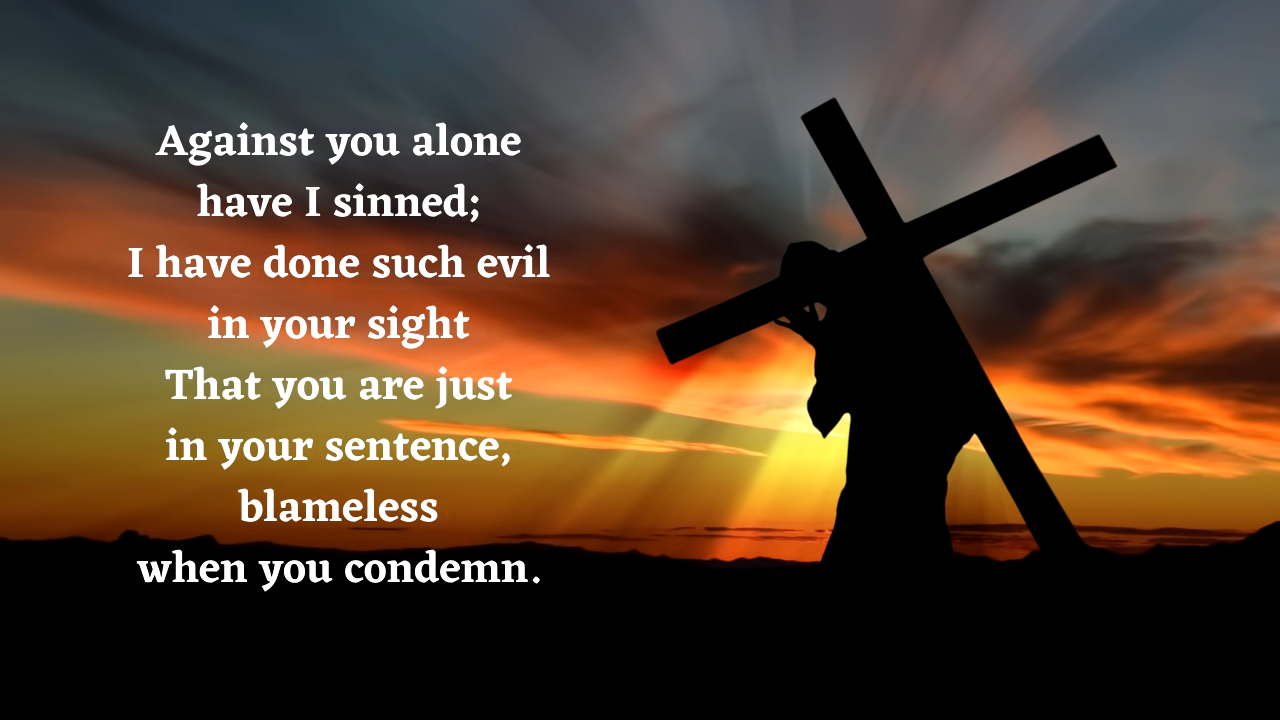 Against you alone
have I sinned;
I have done such evil
in your sight
That you are just
in your sentence,
blameless
when you condemn.